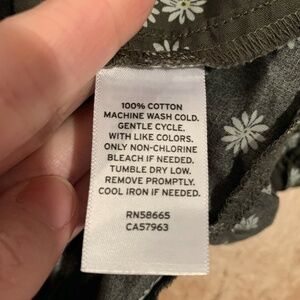 100% COTTON
MACHINE WASH COLD.
GENTLE CYCLE.
WITH LIKE COLORS.
ONLY NON-CHLORINE
BLEACH IF NEEDED.
TUMBLE DRY LOW.
REMOVE PROMPTLY.
COOL IRON IF NEEDED.
RN58665
CA57963